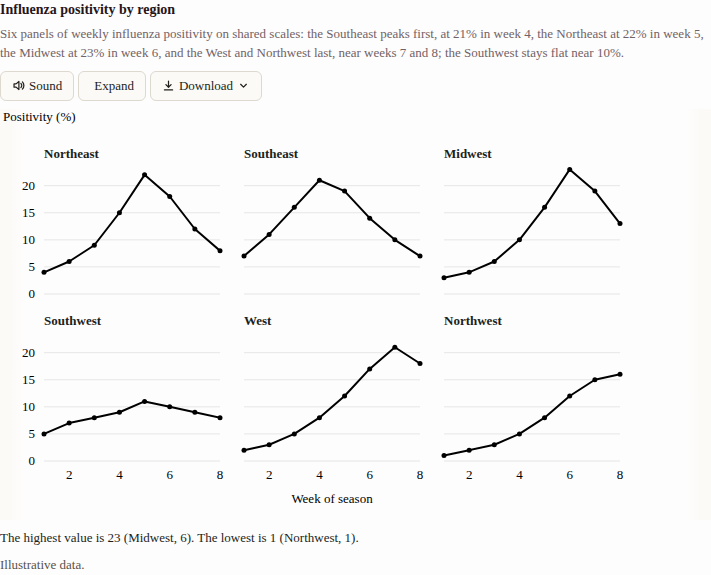 Influenza positivity by region
Six panels of weekly influenza positivity on shared scales: the Southeast peaks first, at 21% in week 4, the Northeast at 22% in week 5,
the Midwest at 23% in week 6, and the West and Northwest last, near weeks 7 and 8; the Southwest stays flat near 10%.
Sound Expand Download
Positivity (%)
Northeast Southeast Midwest
20
15
10
5
0
Southwest West Northwest
20
15
10
5
0
2 4 6 8 2 4 6 8 2 4 6 8
Week of season
The highest value is 23 (Midwest, 6). The lowest is 1 (Northwest, 1).
Illustrative data.